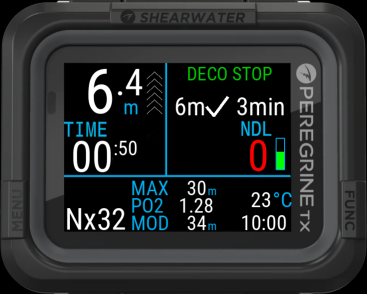 SHEARWATER
6.4 m
DECO STOP
6m✓ 3min
TIME
00:50
NDL
0
Nx32
MAX 30m
PO2 1.28
MOD 34m
23°C
10:00
PEREGRINE TX
MENU
FUNC